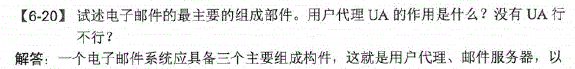 【6-20】 试述电子邮件的最主要的组成部件。用户代理 UA 的作用是什么？没有 UA 行
不行？
解答：一个电子邮件系统应具备三个主要组成构件，这就是用户代理、邮件服务器，以